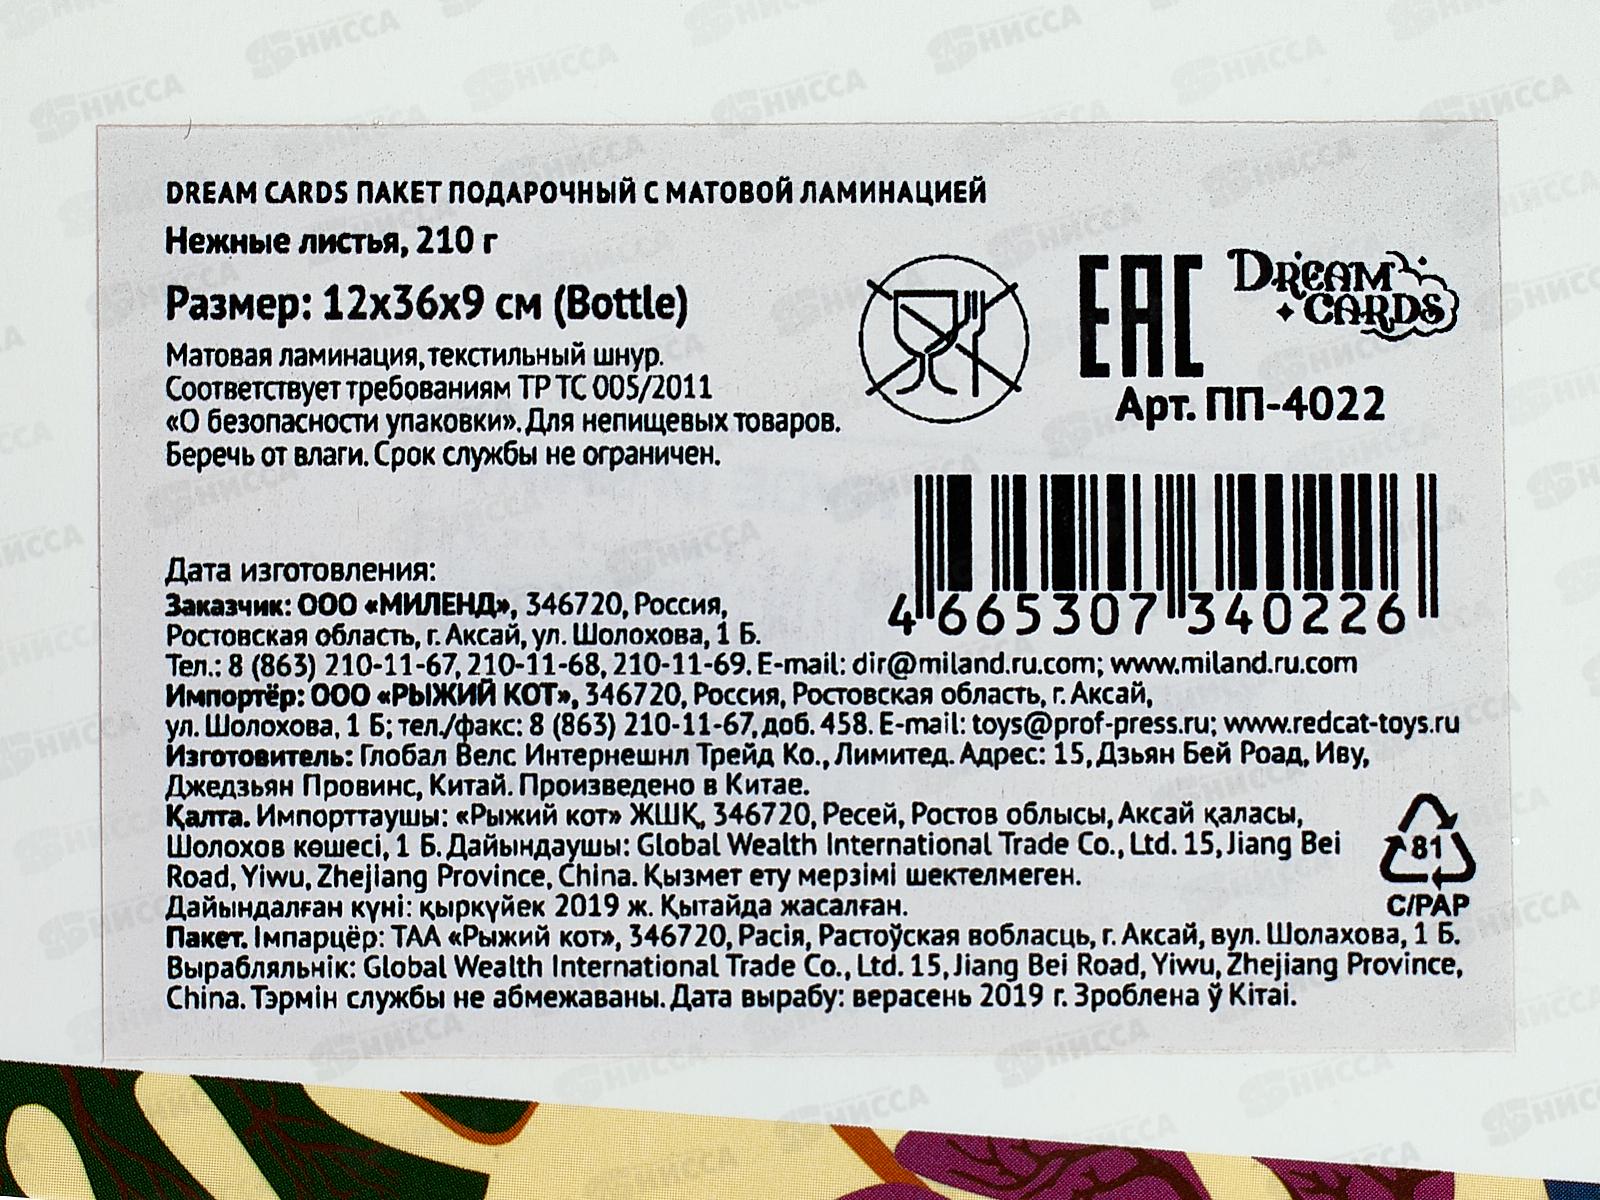 DREAM CARDS ПАКЕТ ПОДАРОЧНЫЙ С МАТОВОЙ ЛАМИНАЦИЕЙ
Нежные листья, 210 г
Размер: 12х36х9 см (Bottle)
Матовая ламинация, текстильный шнур.
Соответствует требованиям ТР ТС 005/2011
«О безопасности упаковки». Для непищевых товаров.
Беречь от влаги. Срок службы не ограничен.
EAC
DREAM CARDS
Арт. ПП-4022
4 665307 340226
Дата изготовления:
Заказчик: ООО «МИЛЕНД», 346720, Россия,
Ростовская область, г. Аксай, ул. Шолохова, 1 Б.
Тел.: 8 (863) 210-11-67, 210-11-68, 210-11-69. E-mail: dir@miland.ru.com; www.miland.ru.com
Импортёр: ООО «РЫЖИЙ КОТ», 346720, Россия, Ростовская область, г. Аксай,
ул. Шолохова, 1 Б; тел./факс: 8 (863) 210-11-67, доб. 458. E-mail: toys@prof-press.ru; www.redcat-toys.ru
Изготовитель: Глобал Велс Интернешнл Трейд Ко., Лимитед. Адрес: 15, Дзьян Бей Роад, Иву,
Джедзьян Провинс, Китай. Произведено в Китае.
Қалта. Импорттаушы: «Рыжий кот» ЖШҚ, 346720, Ресей, Ростов облысы, Аксай қаласы,
Шолохов көшесі, 1 Б. Дайындаушы: Global Wealth International Trade Co., Ltd. 15, Jiang Bei
Road, Yiwu, Zhejiang Province, China. Қызмет ету мерзімі шектелмеген.
Дайындалған күні: қыркүйек 2019 ж. Қытайда жасалған.
Пакет. Імпарцёр: ТАА «Рыжий кот», 346720, Расія, Растоўская вобласць, г. Аксай, вул. Шолахова, 1 Б.
Вырабляльнік: Global Wealth International Trade Co., Ltd. 15, Jiang Bei Road, Yiwu, Zhejiang Province,
China. Тэрмін службы не абмежаваны. Дата вырабу: верасень 2019 г. Зроблена ў Кітаі.
81
C/PAP
НИССА